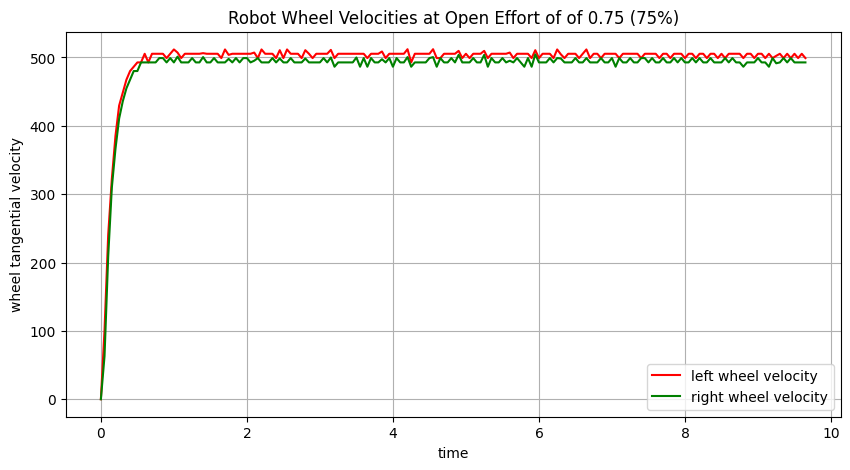 Robot Wheel Velocities at Open Effort of of 0.75 (75%)
wheel tangential velocity
500
400
300
200
100
0
0 2 4 6 8 10
time
left wheel velocity
right wheel velocity